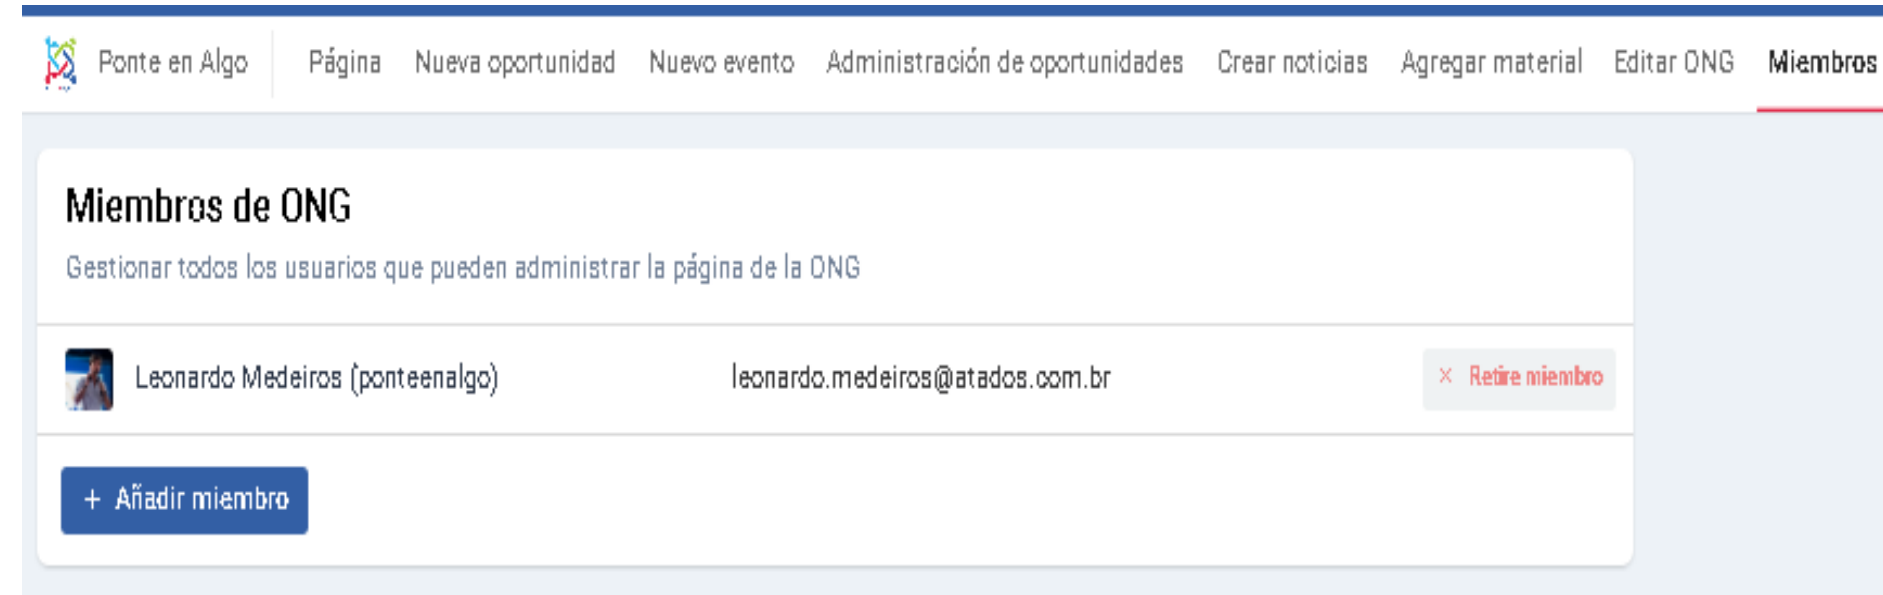 Ponte en Algo Página Nueva oportunidad Nuevo evento Administración de oportunidades Crear noticias Agregar material Editar ONG Miembros
Miembros de ONG
Gestionar todos los usuarios que pueden administrar la página de la ONG
Leonardo Medeiros (ponteenalgo) leonardo.medeiros@atados.com.br × Retire miembro
+ Añadir miembro